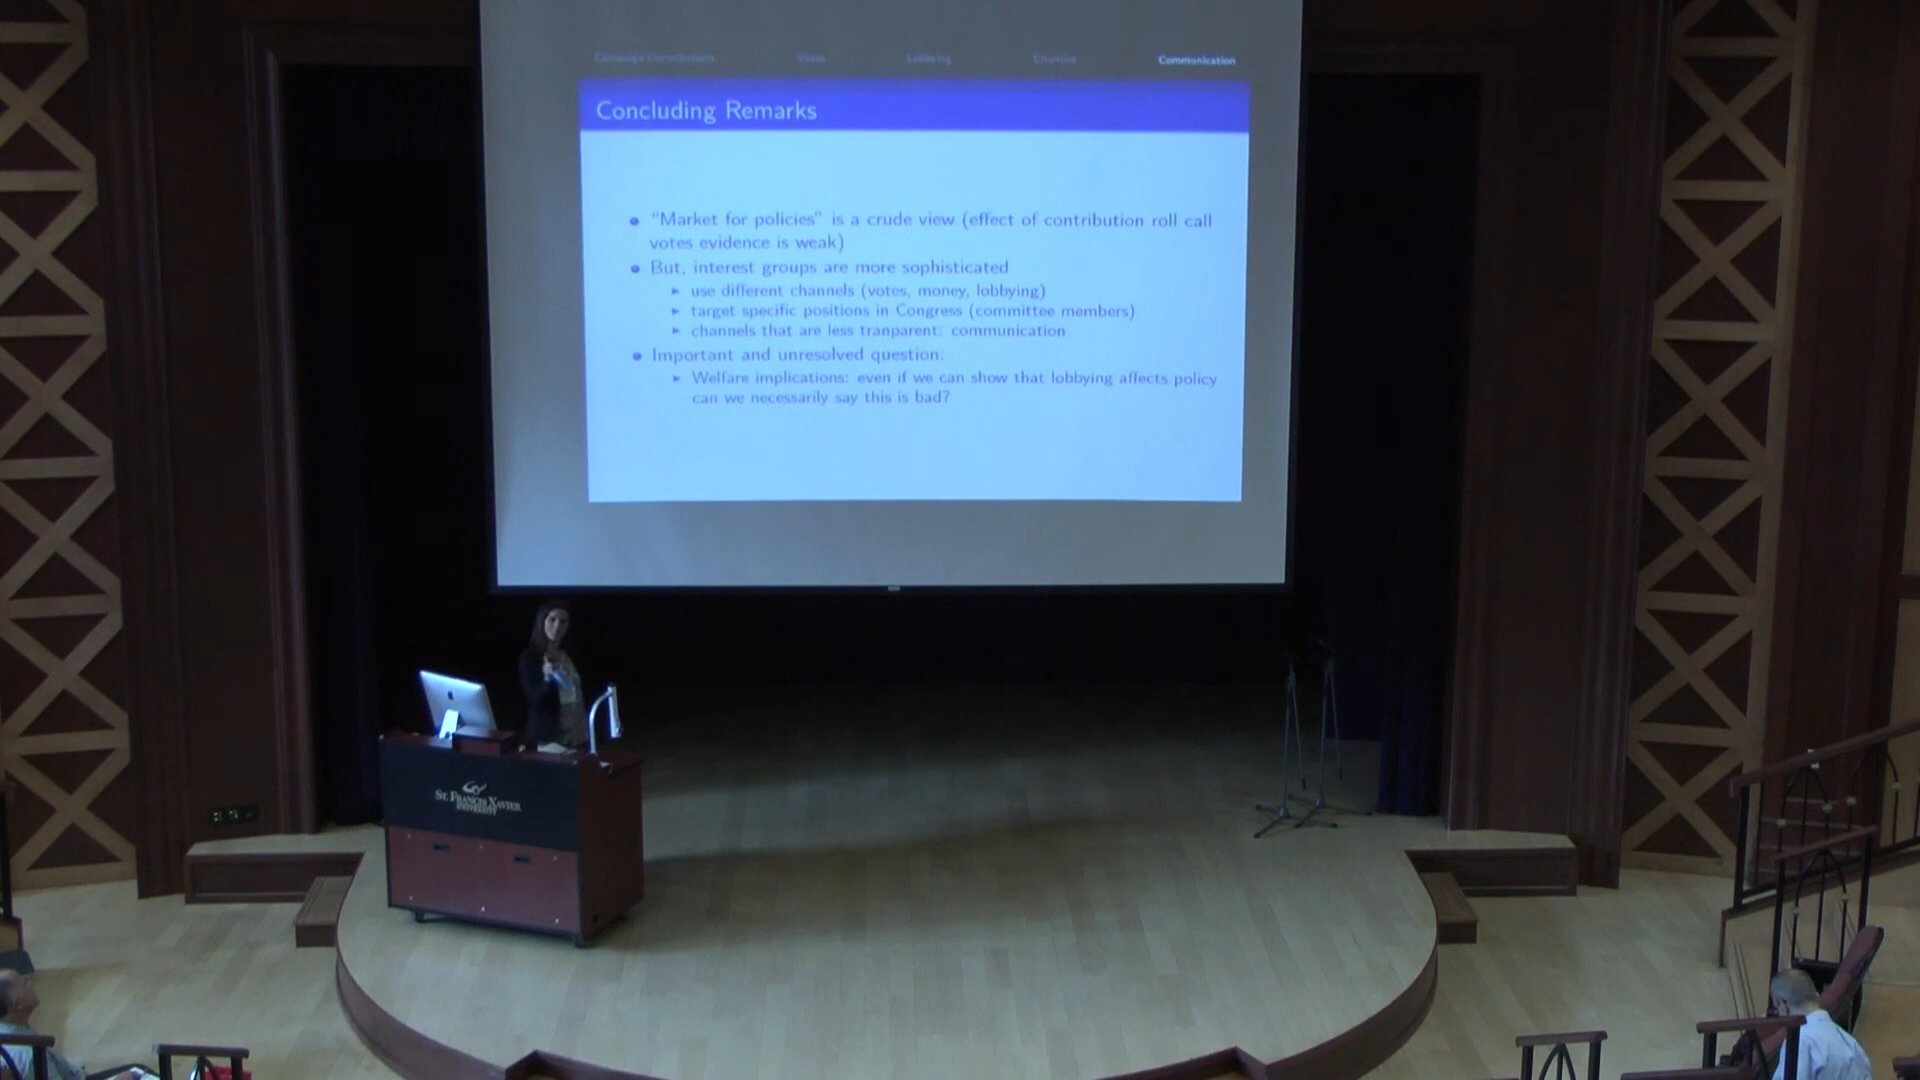 Campaign Contributions Votes Lobbying Charities Communication
Concluding Remarks
"Market for policies" is a crude view (effect of contribution roll call
votes evidence is weak)
But, interest groups are more sophisticated
use different channels (votes, money, lobbying)
target specific positions in Congress (committee members)
channels that are less tranparent: communication
Important and unresolved question:
Welfare implications: even if we can show that lobbying affects policy
can we necessarily say this is bad?
St. Francis Xavier
University